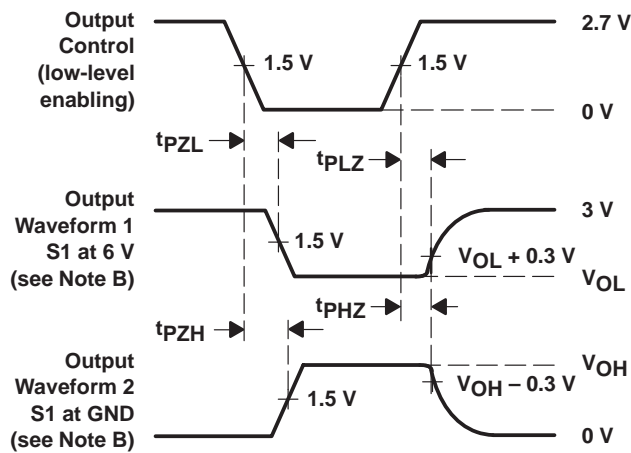 Output
Control
(low-level
enabling)
2.7 V
1.5 V
1.5 V
0 V
tPZL
tPLZ
Output
Waveform 1
S1 at 6 V
(see Note B)
3 V
1.5 V
VOL + 0.3 V
VOL
tPHZ
tPZH
Output
Waveform 2
S1 at GND
(see Note B)
VOH
VOH – 0.3 V
1.5 V
0 V